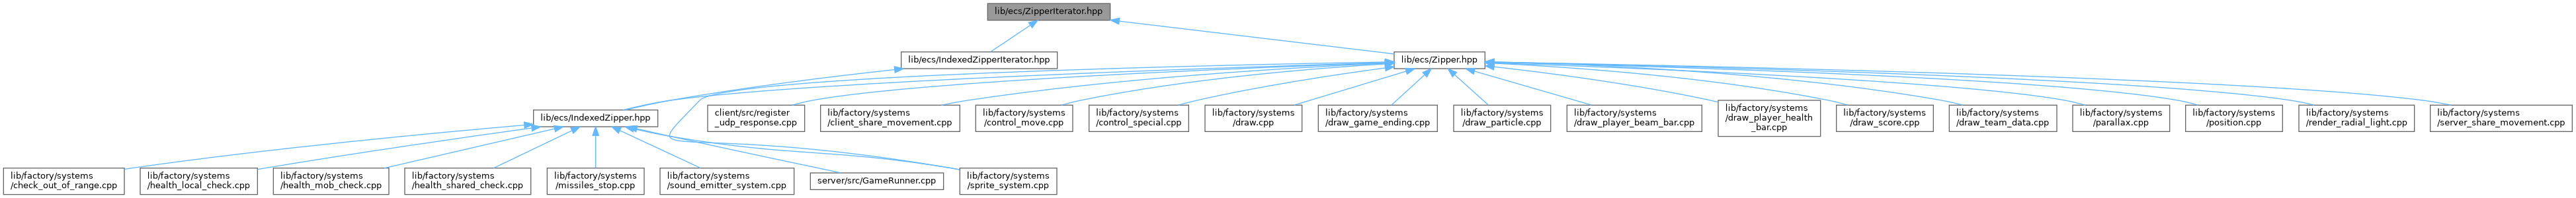 lib/ecs/ZipperIterator.hpp
lib/ecs/IndexedZipperIterator.hpp
lib/ecs/Zipper.hpp
lib/ecs/IndexedZipper.hpp
client/src/register
_udp_response.cpp
lib/factory/systems
/client_share_movement.cpp
lib/factory/systems
/control_move.cpp
lib/factory/systems
/control_special.cpp
lib/factory/systems
/draw.cpp
lib/factory/systems
/draw_game_ending.cpp
lib/factory/systems
/draw_particle.cpp
lib/factory/systems
/draw_player_beam_bar.cpp
lib/factory/systems
/draw_player_health
_bar.cpp
lib/factory/systems
/draw_score.cpp
lib/factory/systems
/draw_team_data.cpp
lib/factory/systems
/parallax.cpp
lib/factory/systems
/position.cpp
lib/factory/systems
/render_radial_light.cpp
lib/factory/systems
/server_share_movement.cpp
lib/factory/systems
/check_out_of_range.cpp
lib/factory/systems
/health_local_check.cpp
lib/factory/systems
/health_mob_check.cpp
lib/factory/systems
/health_shared_check.cpp
lib/factory/systems
/missiles_stop.cpp
lib/factory/systems
/sound_emitter_system.cpp
server/src/GameRunner.cpp
lib/factory/systems
/sprite_system.cpp